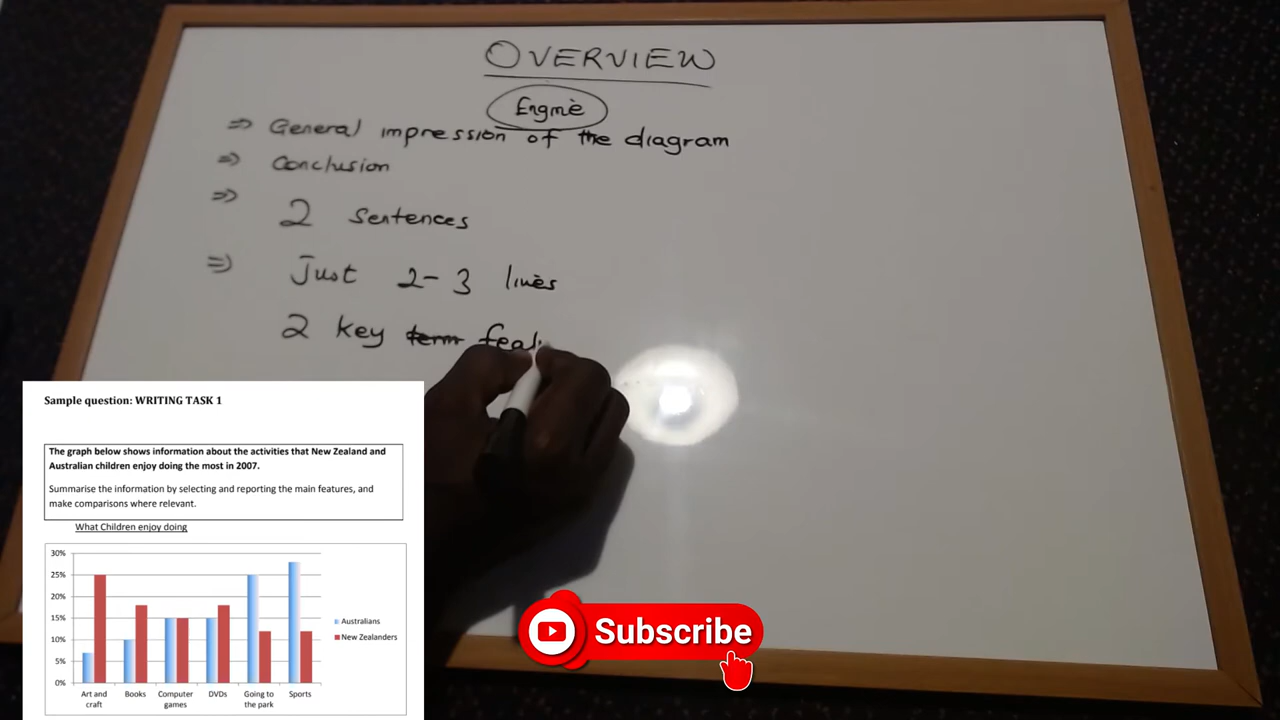 OVERVIEW
Engine
⇒ General impression of the diagram
⇒ Conclusion
⇒ 2 sentences
⇒ Just 2-3 lines
2 key term feat
Sample question: WRITING TASK 1
The graph below shows information about the activities that New Zealand and
Australian children enjoy doing the most in 2007.
Summarise the information by selecting and reporting the main features, and
make comparisons where relevant.
What Children enjoy doing
30%
25%
20%
15%
10%
5%
0%
Art and craft
Books
Computer games
DVDs
Going to the park
Sports
Australians
New Zealanders
Subscribe